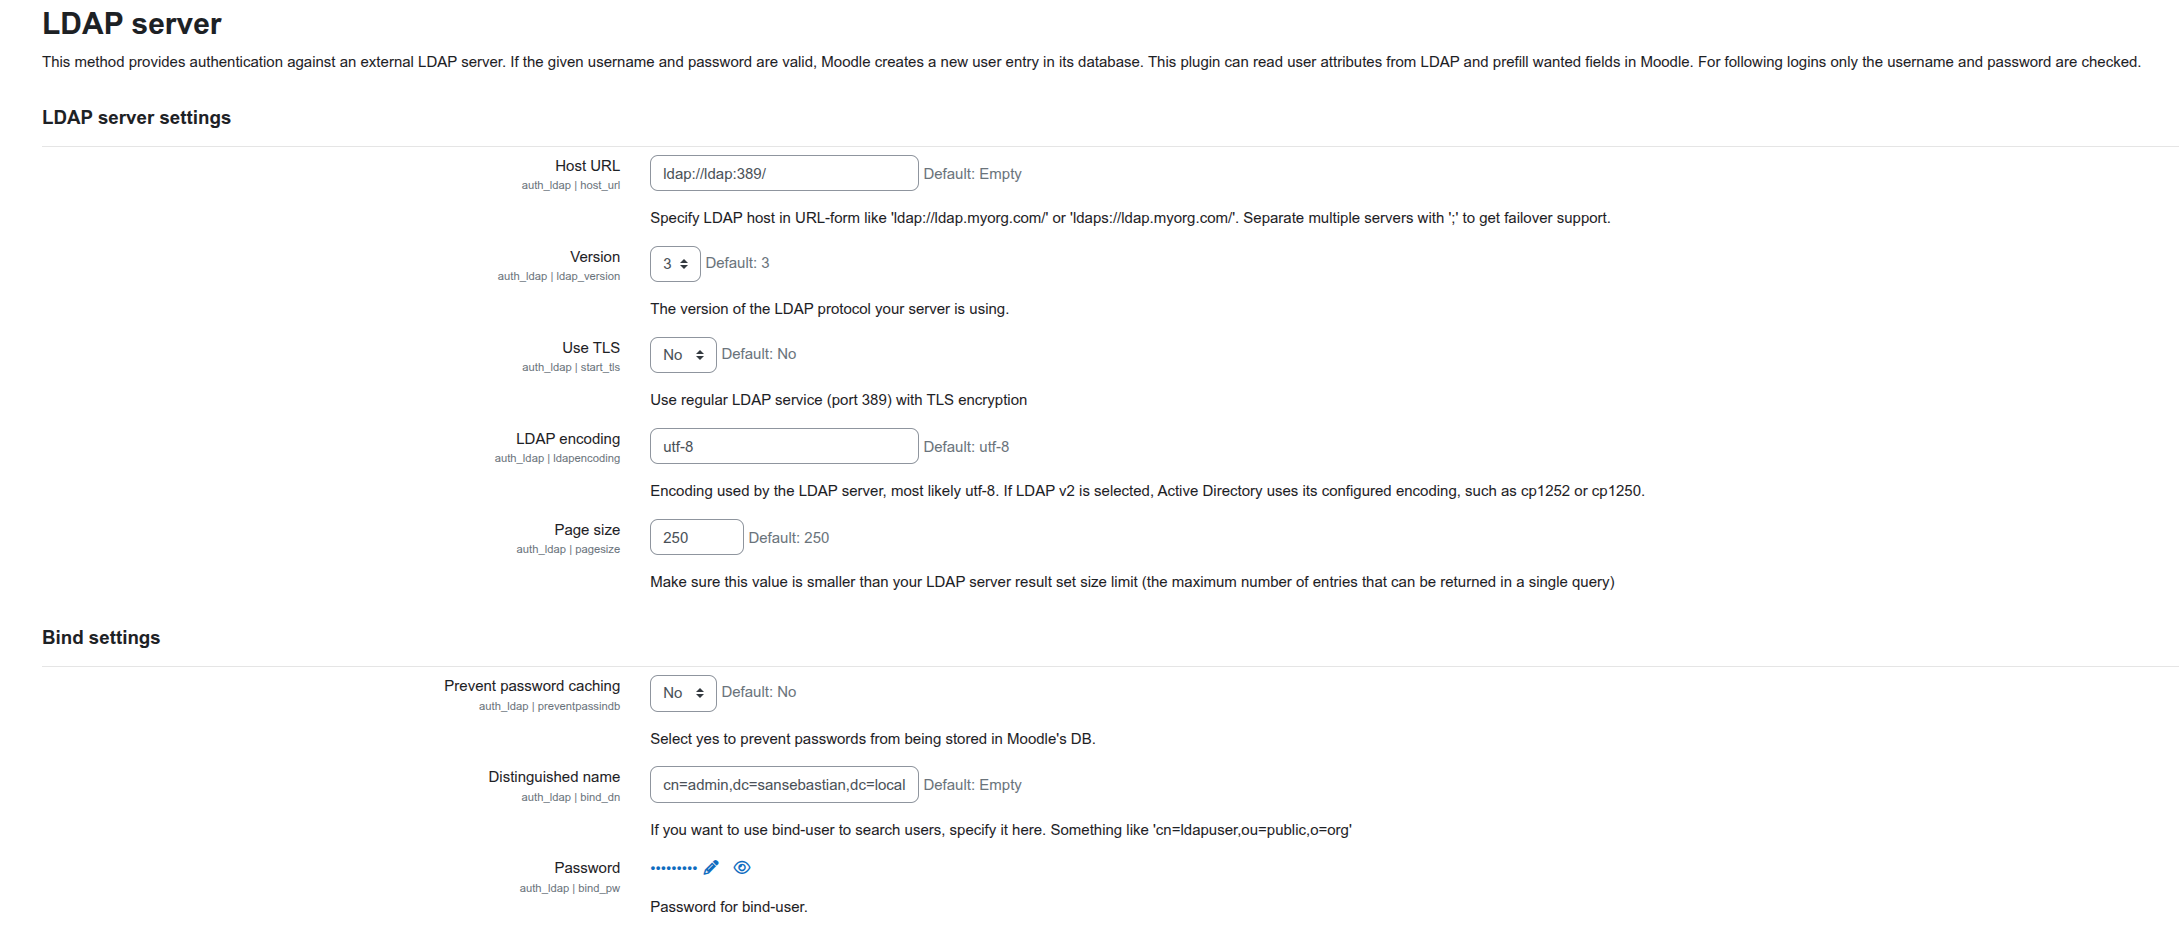 LDAP server
This method provides authentication against an external LDAP server. If the given username and password are valid, Moodle creates a new user entry in its database. This plugin can read user attributes from LDAP and prefill wanted fields in Moodle. For following logins only the username and password are checked.
LDAP server settings
Host URL
auth_ldap | host_url
ldap://ldap:389/ Default: Empty
Specify LDAP host in URL-form like 'ldap://ldap.myorg.com/' or 'ldaps://ldap.myorg.com/'. Separate multiple servers with ';' to get failover support.
Version
auth_ldap | ldap_version
3 Default: 3
The version of the LDAP protocol your server is using.
Use TLS
auth_ldap | start_tls
No Default: No
Use regular LDAP service (port 389) with TLS encryption
LDAP encoding
auth_ldap | ldapencoding
utf-8 Default: utf-8
Encoding used by the LDAP server, most likely utf-8. If LDAP v2 is selected, Active Directory uses its configured encoding, such as cp1252 or cp1250.
Page size
auth_ldap | pagesize
250 Default: 250
Make sure this value is smaller than your LDAP server result set size limit (the maximum number of entries that can be returned in a single query)
Bind settings
Prevent password caching
auth_ldap | preventpassindb
No Default: No
Select yes to prevent passwords from being stored in Moodle's DB.
Distinguished name
auth_ldap | bind_dn
cn=admin,dc=sansebastian,dc=local Default: Empty
If you want to use bind-user to search users, specify it here. Something like 'cn=ldapuser,ou=public,o=org'
Password
auth_ldap | bind_pw
•••••••••
Password for bind-user.